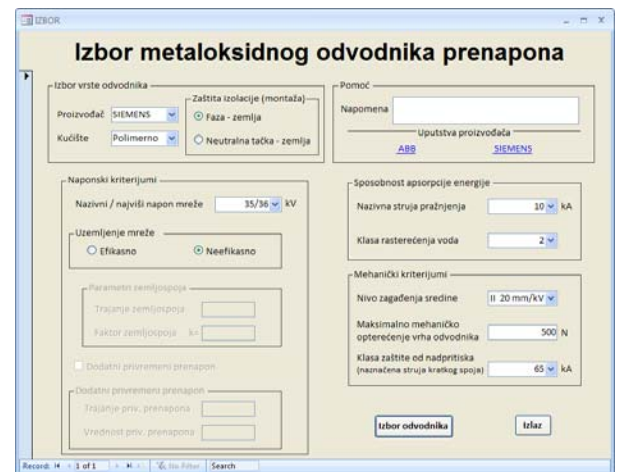 IZBOR
Izbor metaloksidnog odvodnika prenapona
Izbor vrste odvodnika
Proizvođač SIEMENS
Kućište Polimerno
Zaštita izolacije (montaža)
Faza - zemlja
Neutralna tačka - zemlja
Pomoć
Napomena
Uputstva proizvođača
ABB SIEMENS
Naponski kriterijumi
Nazivni / najviši napon mreže 35/36 kV
Uzemljenje mreže
Efikasno Neefikasno
Parametri zemljospoja
Trajanje zemljospoja
Faktor zemljospoja k=
Dodatni privremeni prenapon
Dodatni privremeni prenapon
Trajanje priv. prenapona
Vrednost priv. prenapona
Sposobnost apsorpcije energije
Nazivna struja pražnjenja 10 kA
Klasa rasterećenja voda 2
Mehanički kriterijumi
Nivo zagađenja sredine II 20 mm/kV
Maksimalno mehaničko
opterećenje vrha odvodnika 500 N
Klasa zaštite od nadpritiska
(naznačena struja kratkog spoja) 65 kA
Izbor odvodnika Izlaz
Record: 1 of 1 No Filter Search